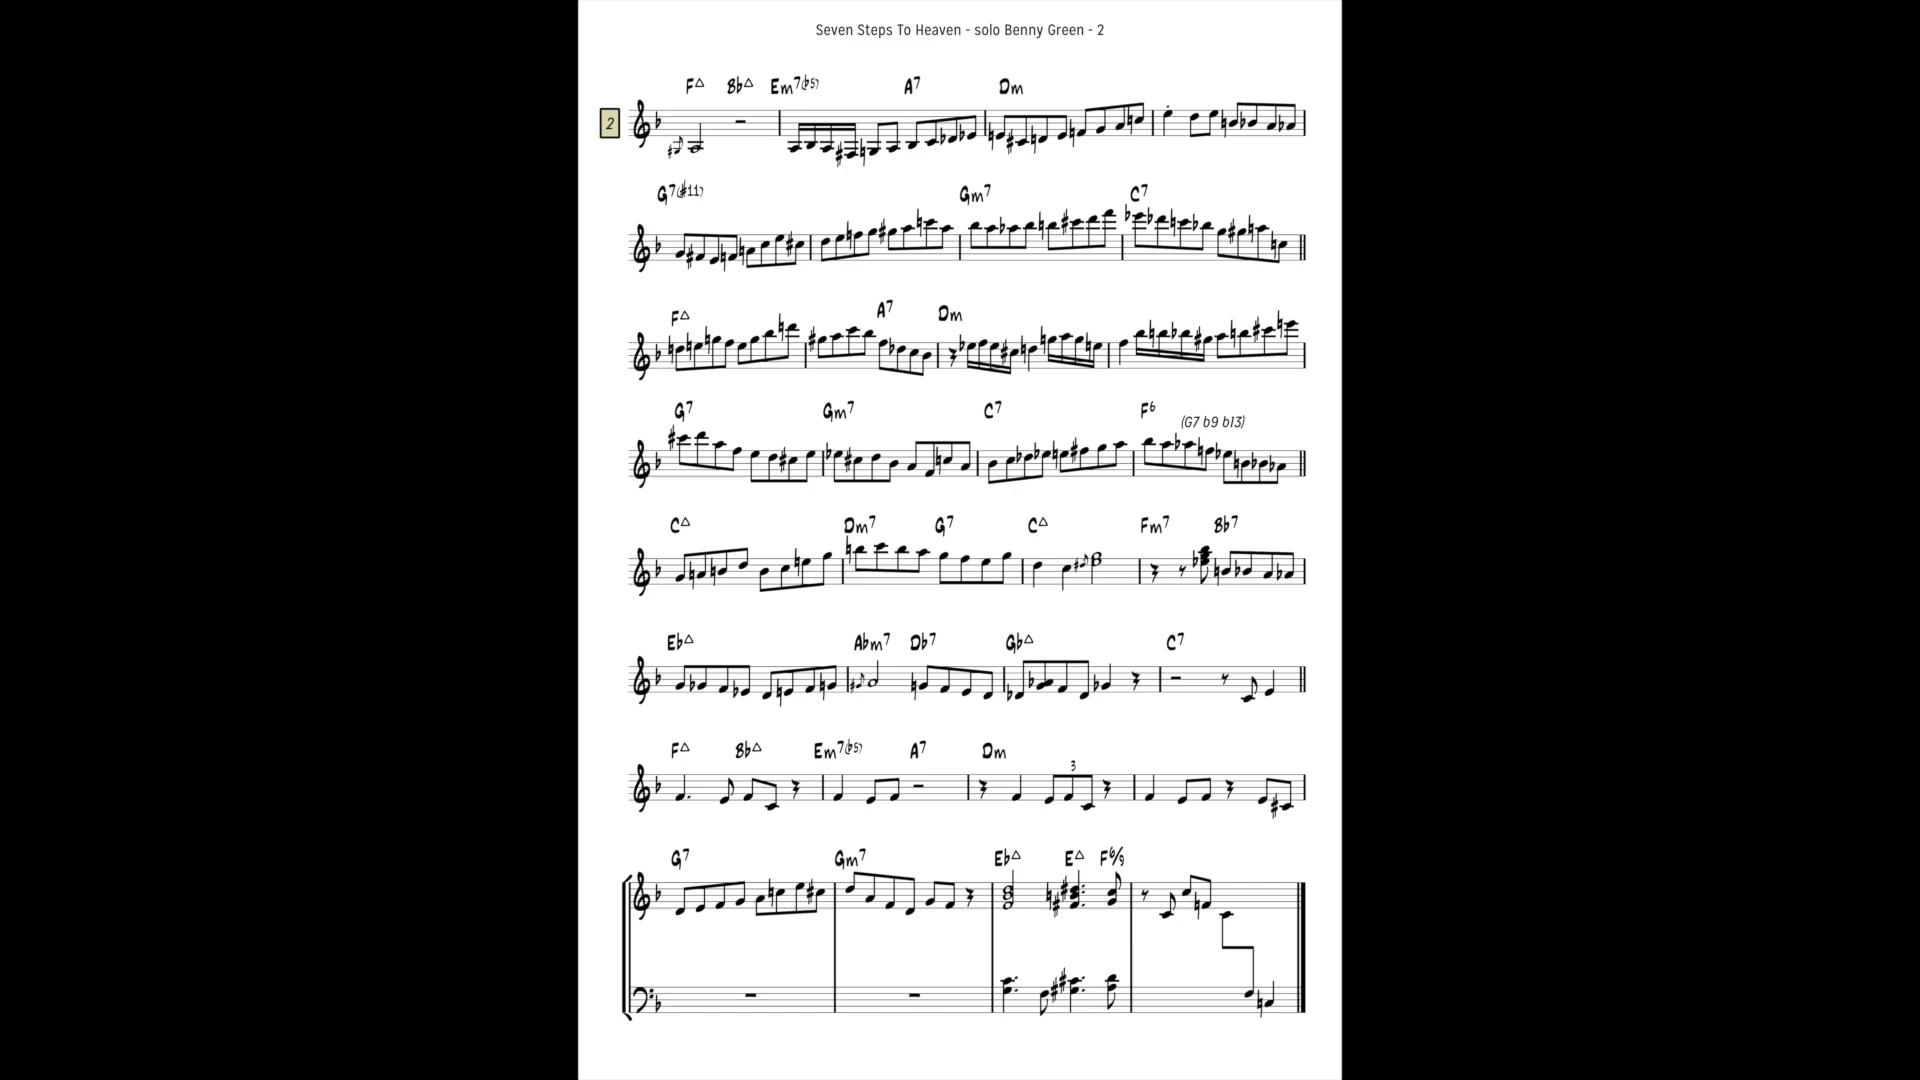 Seven Steps To Heaven - solo Benny Green - 2
F△ Bb△ Em7(b5) A7 Dm
2
G7(#11) Gm7 C7
F△ A7 Dm
G7 Gm7 C7 F6 (G7 b9 b13)
C△ Dm7 G7 C△ Fm7 Bb7
Eb△ Abm7 Db7 Gb△ C7
F△ Bb△ Em7(b5) A7 Dm
3
G7 Gm7 Eb△ E△ F6/9